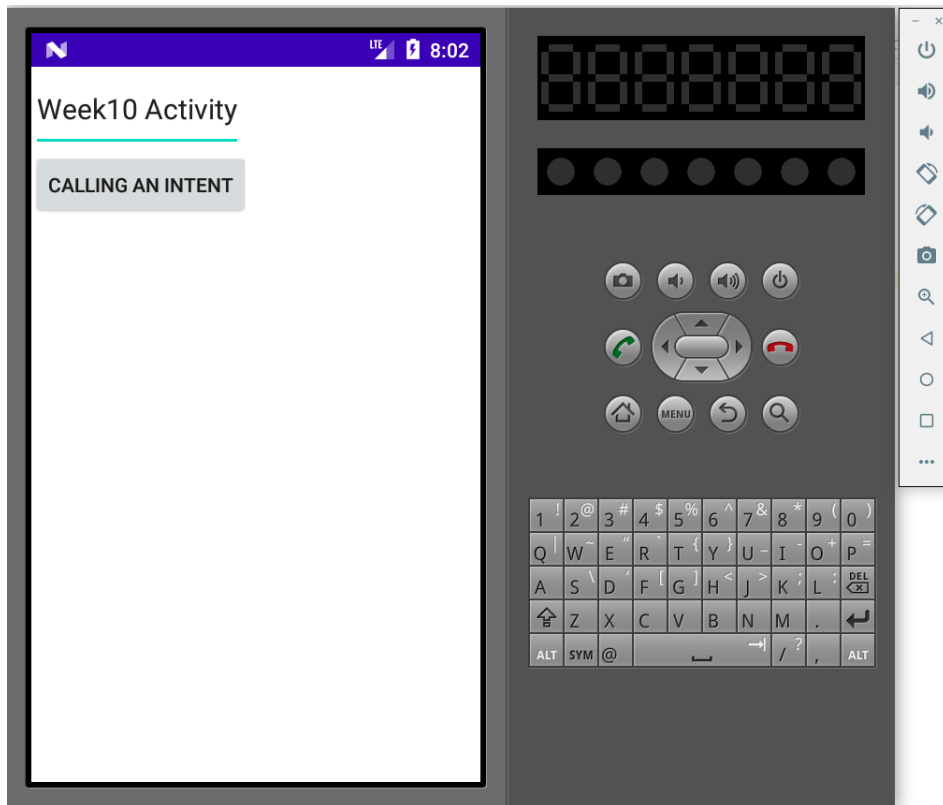 LTE 8:02
Week10 Activity
CALLING AN INTENT
MENU
1 ! 2 @ 3 # 4 $ 5 % 6 ^ 7 & 8 * 9 ( 0 )
Q | W ~ E " R ` T { Y } U - I - O + P =
A S \ D ' F [ G ] H < J > K ; L : DEL
Z X C V B N M .
ALT SYM @ / ? , ALT